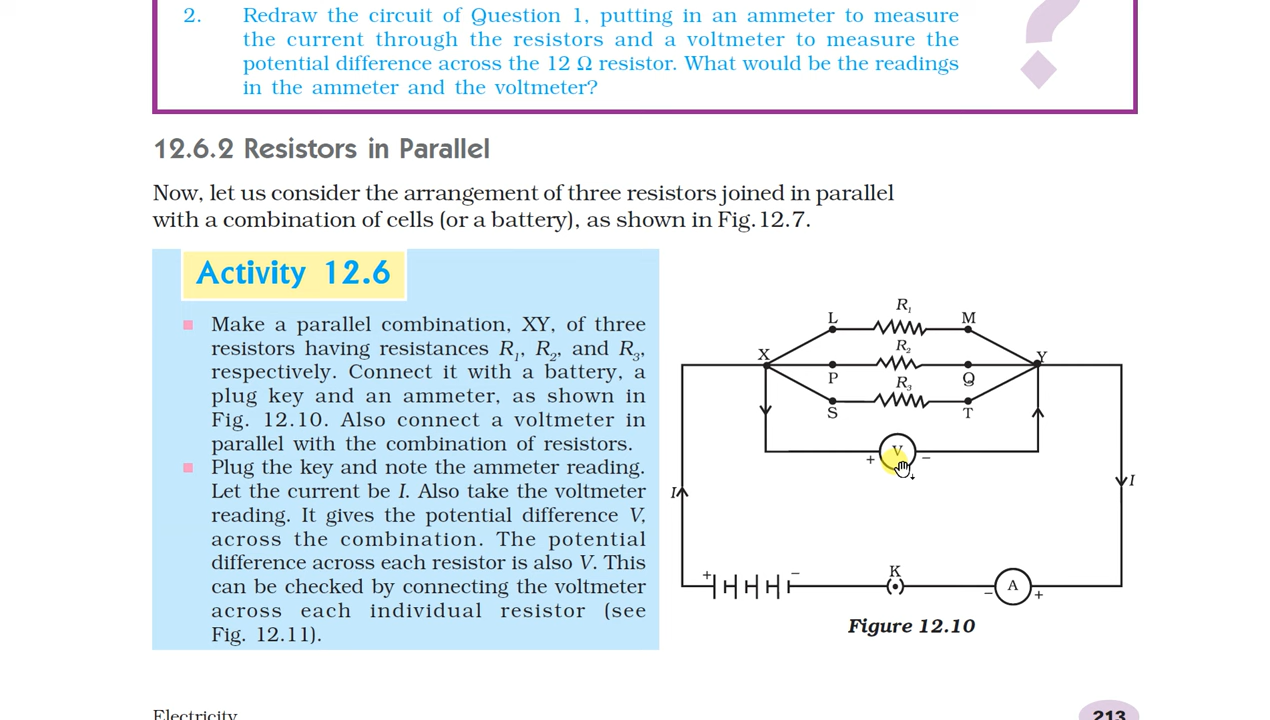 2. Redraw the circuit of Question 1, putting in an ammeter to measure
the current through the resistors and a voltmeter to measure the
potential difference across the 12 Ω resistor. What would be the readings
in the ammeter and the voltmeter?
?
12.6.2 Resistors in Parallel
Now, let us consider the arrangement of three resistors joined in parallel
with a combination of cells (or a battery), as shown in Fig.12.7.
Activity 12.6
Make a parallel combination, XY, of three
resistors having resistances R1, R2, and R3,
respectively. Connect it with a battery, a
plug key and an ammeter, as shown in
Fig. 12.10. Also connect a voltmeter in
parallel with the combination of resistors.
Plug the key and note the ammeter reading.
Let the current be I. Also take the voltmeter
reading. It gives the potential difference V,
across the combination. The potential
difference across each resistor is also V. This
can be checked by connecting the voltmeter
across each individual resistor (see
Fig. 12.11).
R1
L M
R2
X Y
P R3 Q
S T
+ V −
I I
+ − K − A +
Figure 12.10
Electricity 213